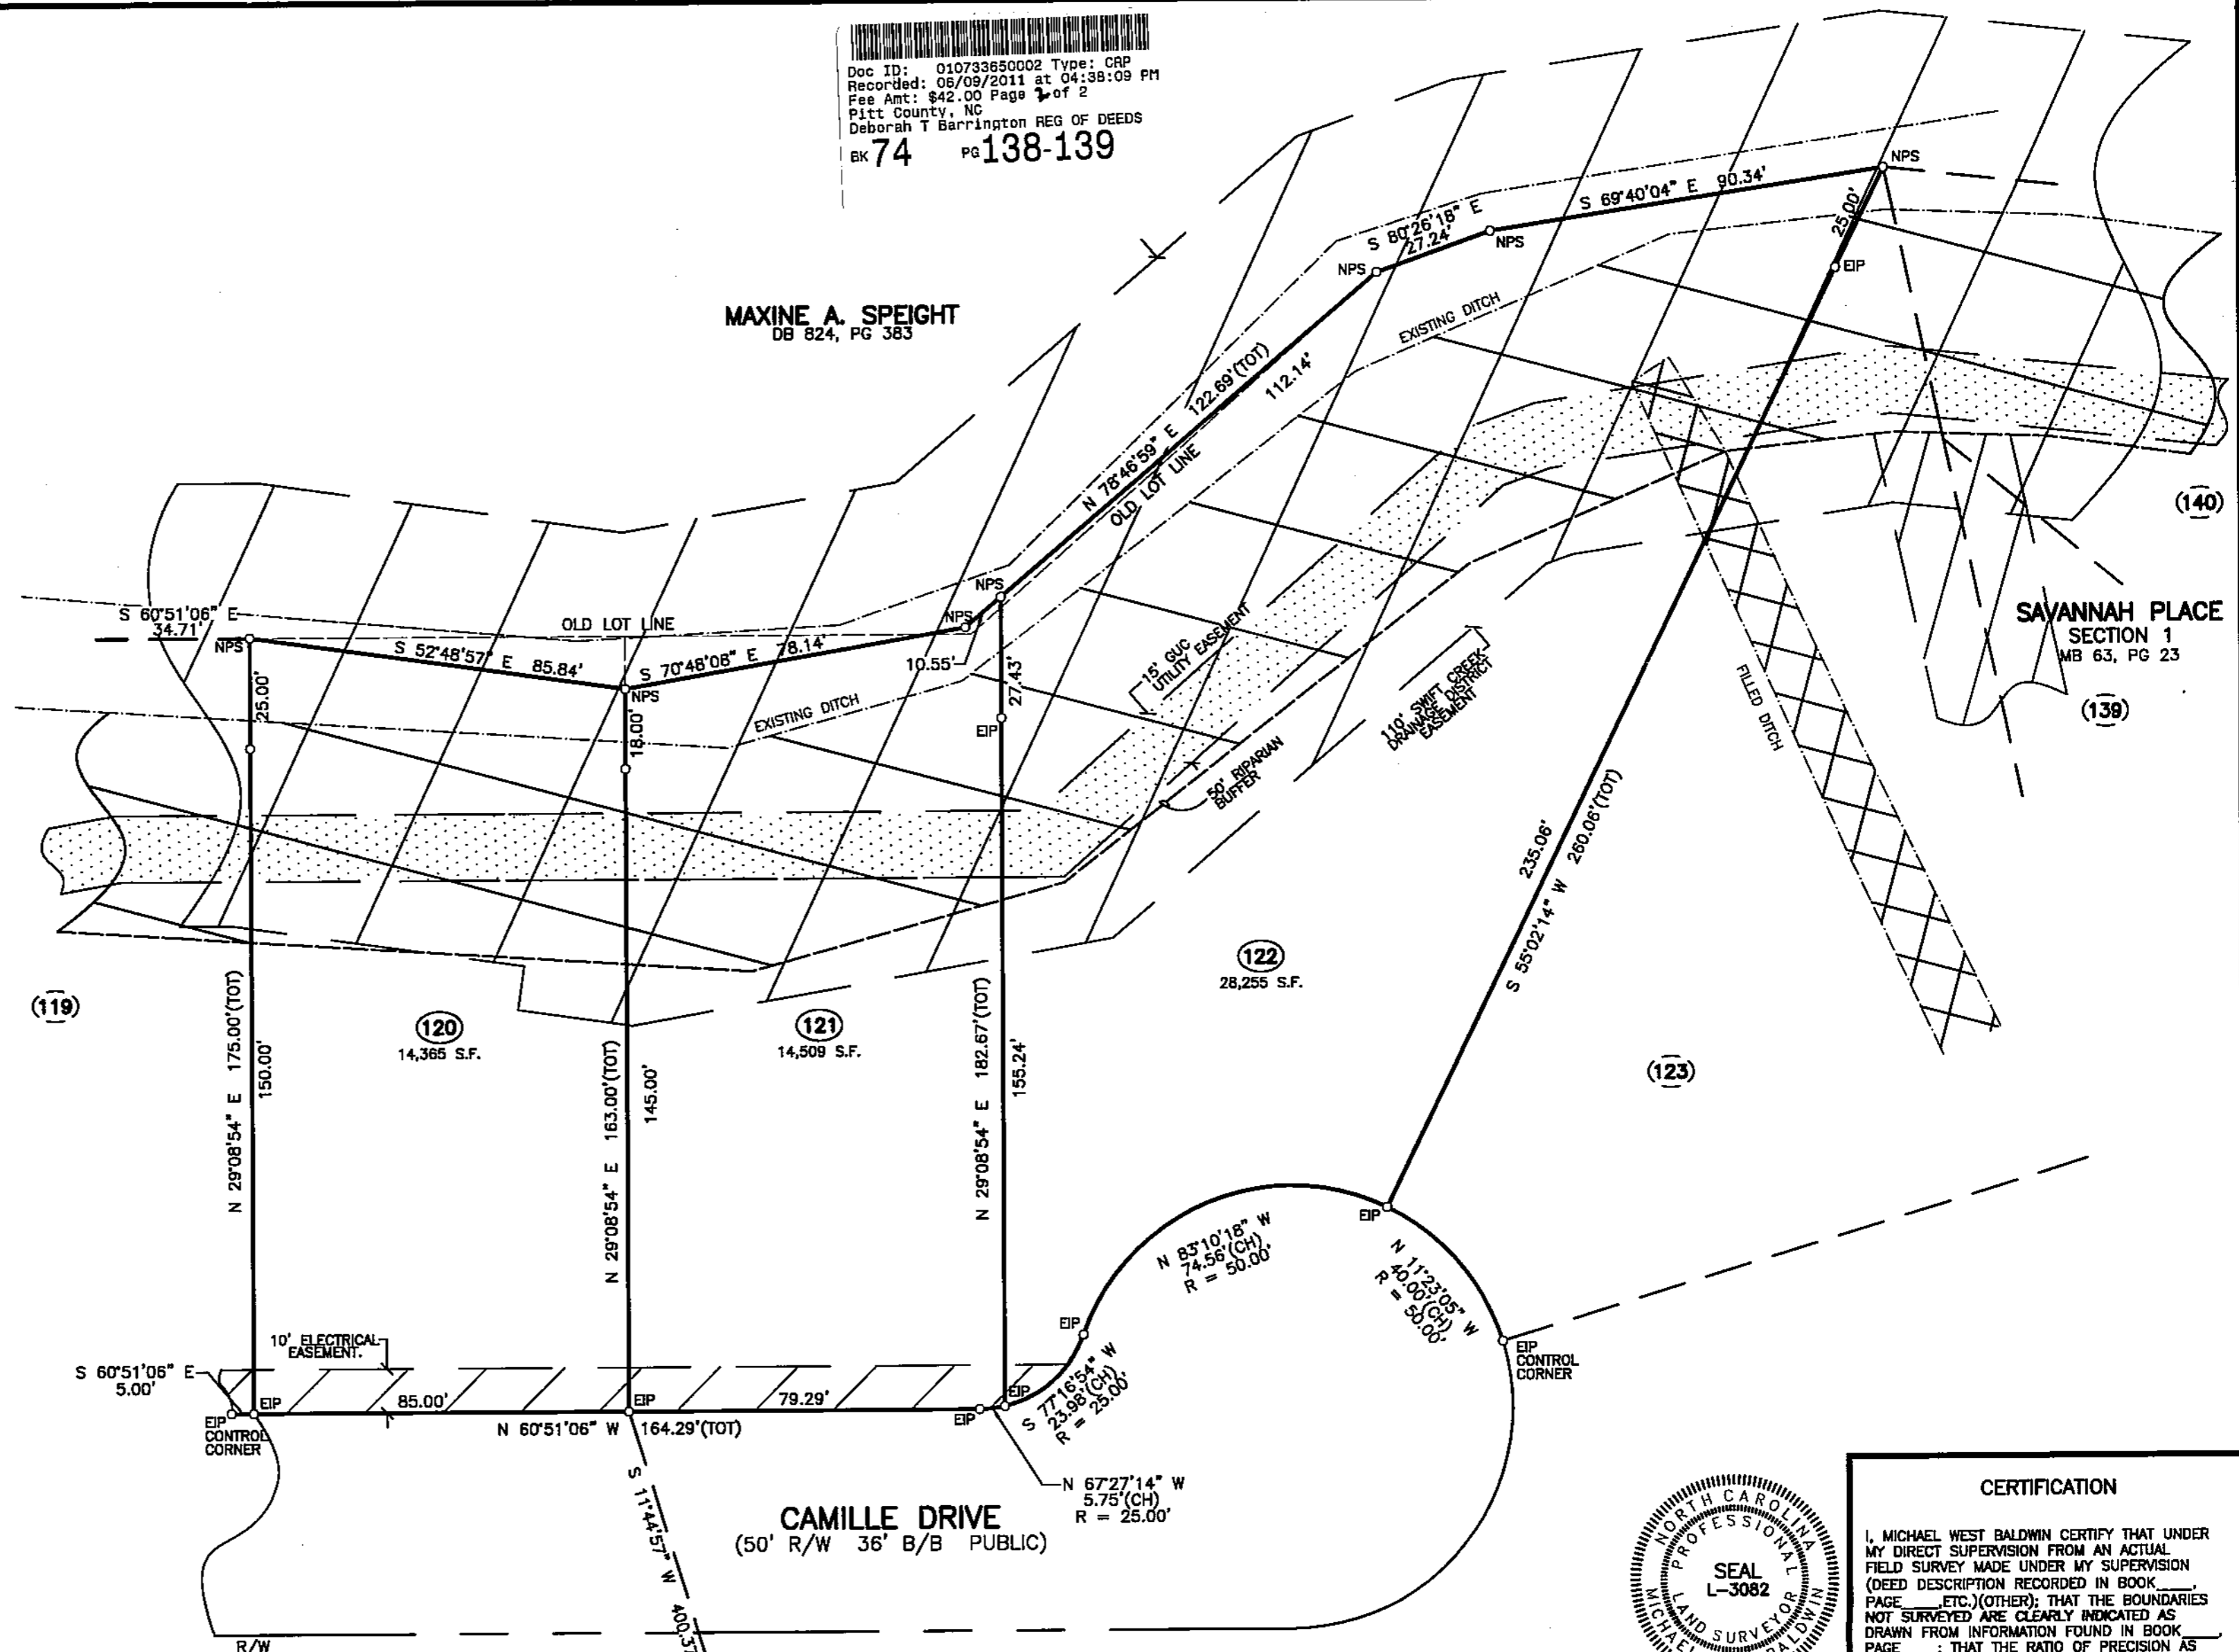 Doc ID: 010733650002 Type: CRP
Recorded: 06/09/2011 at 04:38:09 PM
Fee Amt: $42.00 Page 2 of 2
Pitt County, NC
Deborah T Barrington REG OF DEEDS
BK 74 PG 138-139
MAXINE A. SPEIGHT
DB 824, PG 383
NPS
S 69°40'04" E 90.34'
S 80°26'18" E
27.24'
NPS
NPS
25.00'
EIP
EXISTING DITCH
122.69'(TOT)
112.14'
N 78°46'59" E
OLD LOT LINE
(140)
SAVANNAH PLACE
SECTION 1
MB 63, PG 23
(139)
S 60°51'06" E
34.71'
NPS
OLD LOT LINE
NPS
NPS
S 52°48'57" E 85.84'
S 70°48'08" E 78.14'
10.55'
NPS
25.00'
18.00'
27.43'
EIP
EXISTING DITCH
15' GUC
UTILITY EASEMENT
110' SWIFT CREEK
DRAINAGE DISTRICT
EASEMENT
50' RIPARIAN
BUFFER
FILLED DITCH
235.06'
S 55°02'14" W 260.06'(TOT)
(119)
120
14,365 S.F.
121
14,509 S.F.
122
28,255 S.F.
(123)
N 29°08'54" E 175.00'(TOT)
150.00'
N 29°08'54" E 163.00'(TOT)
145.00'
N 29°08'54" E 182.67'(TOT)
155.24'
EIP
N 83°10'18" W
74.56'(CH)
R = 50.00'
N 11°23'05" W
40.00'(CH)
R = 50.00'
EIP
EIP
CONTROL
CORNER
10' ELECTRICAL
EASEMENT.
S 60°51'06" E
5.00'
EIP
CONTROL
CORNER
EIP
85.00'
EIP
79.29'
EIP
EIP
N 60°51'06" W 164.29'(TOT)
S 77°16'54" W
23.98'(CH)
R = 25.00'
N 67°27'14" W
5.75'(CH)
R = 25.00'
S 11°44'57" W 400.37
CAMILLE DRIVE
(50' R/W 36' B/B PUBLIC)
R/W
NORTH CAROLINA
PROFESSIONAL
SEAL
L-3082
LAND SURVEYOR
MICHAEL BALDWIN
CERTIFICATION
I, MICHAEL WEST BALDWIN CERTIFY THAT UNDER
MY DIRECT SUPERVISION FROM AN ACTUAL
FIELD SURVEY MADE UNDER MY SUPERVISION
(DEED DESCRIPTION RECORDED IN BOOK____,
PAGE____,ETC.)(OTHER); THAT THE BOUNDARIES
NOT SURVEYED ARE CLEARLY INDICATED AS
DRAWN FROM INFORMATION FOUND IN BOOK____,
PAGE____; THAT THE RATIO OF PRECISION AS